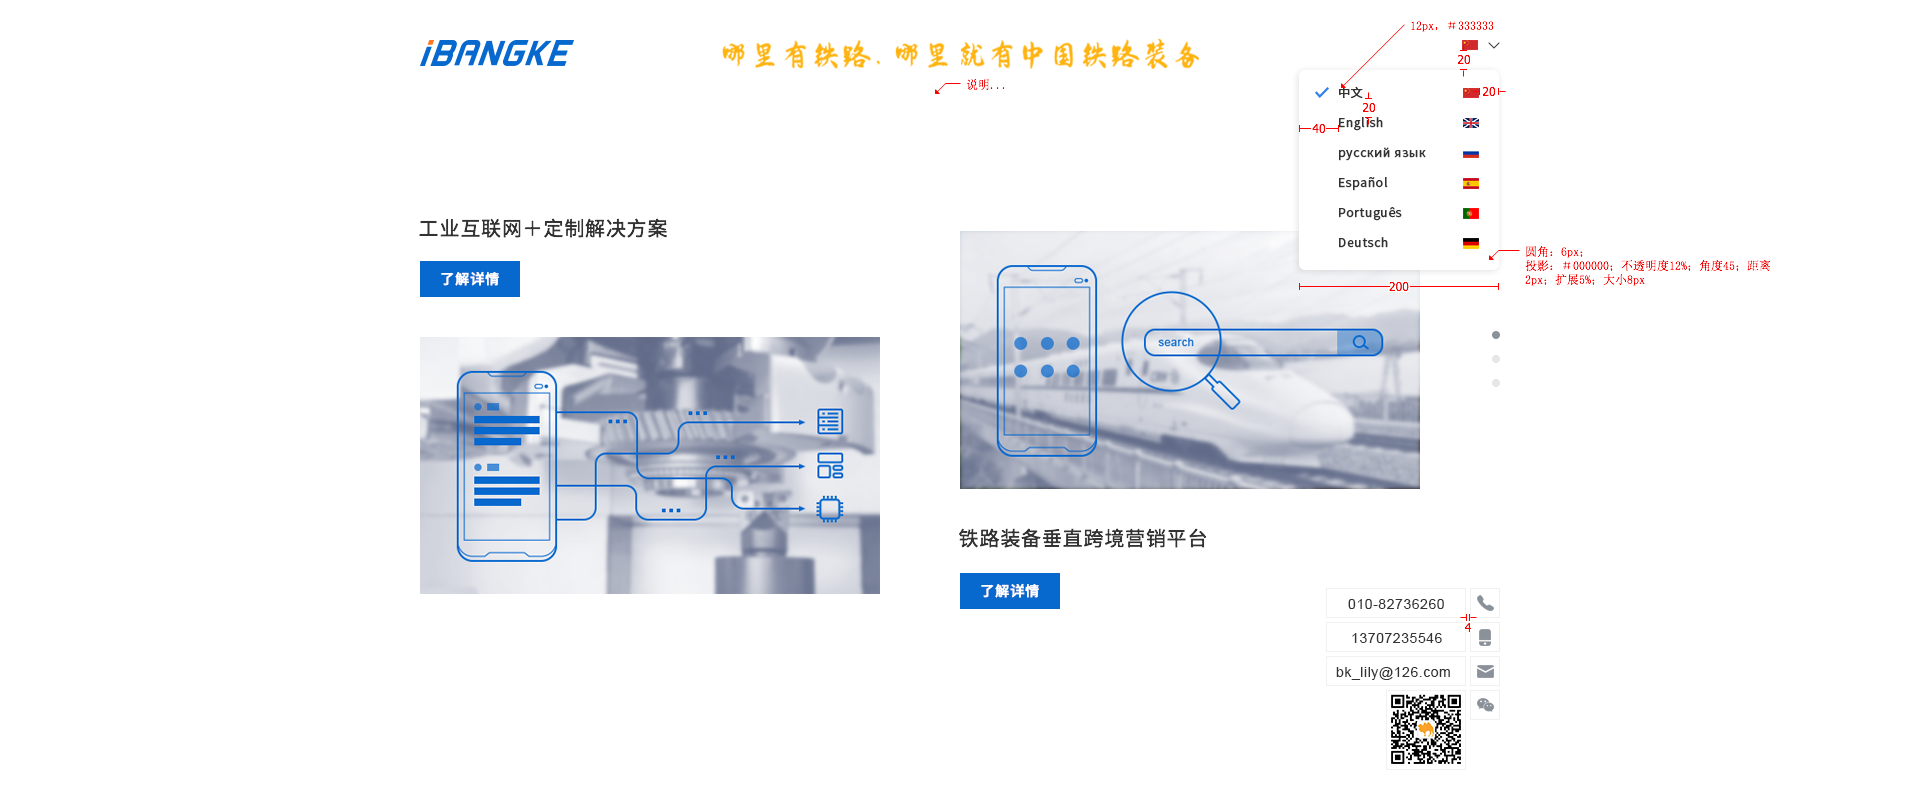 iBANGKE
哪里有铁路.哪里就有中国铁路装备
说明...
12px，＃333333
20
中文
20
20
English
40
русский язык
Español
Português
Deutsch
圆角：6px；
投影：＃000000；不透明度12%；角度45；距离
2px；扩展5%；大小8px
200
工业互联网＋定制解决方案
了解详情
search
铁路装备垂直跨境营销平台
了解详情
010-82736260
4
13707235546
bk_lily@126.com